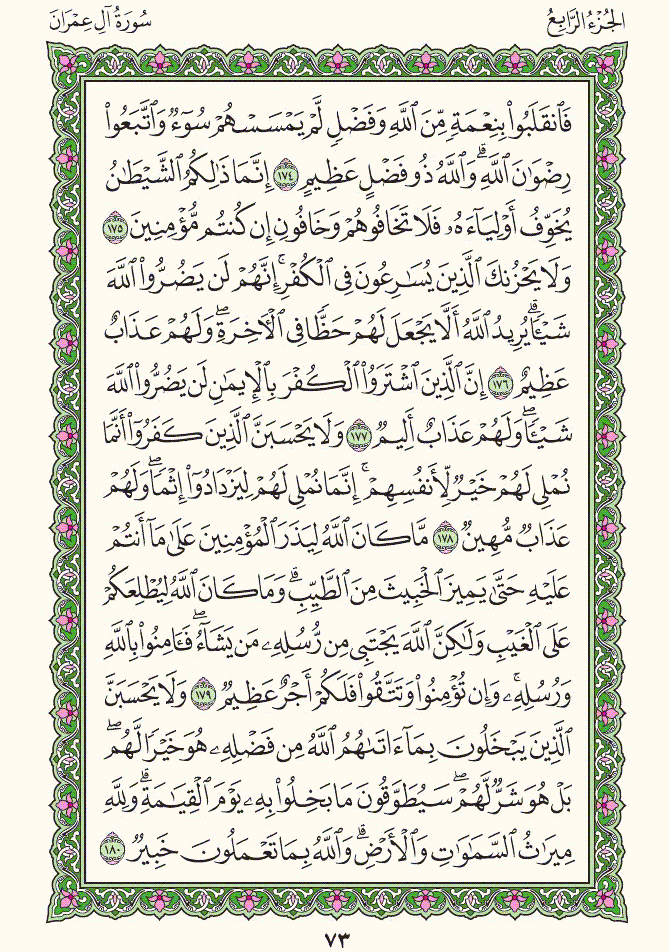 الجُزْءُ الرَّابِعُ
سُورَةُ آلِ عِمْرَانَ
فَٱنقَلَبُوا۟ بِنِعْمَةٍ مِّنَ ٱللَّهِ وَفَضْلٍ لَّمْ يَمْسَسْهُمْ سُوٓءٌ وَٱتَّبَعُوا۟
رِضْوَٰنَ ٱللَّهِ ۗ وَٱللَّهُ ذُو فَضْلٍ عَظِيمٍ ١٧٤ إِنَّمَا ذَٰلِكُمُ ٱلشَّيْطَٰنُ
يُخَوِّفُ أَوْلِيَآءَهُۥ فَلَا تَخَافُوهُمْ وَخَافُونِ إِن كُنتُم مُّؤْمِنِينَ ١٧٥
وَلَا يَحْزُنكَ ٱلَّذِينَ يُسَٰرِعُونَ فِى ٱلْكُفْرِ ۚ إِنَّهُمْ لَن يَضُرُّوا۟ ٱللَّهَ
شَيْـًٔا ۗ يُرِيدُ ٱللَّهُ أَلَّا يَجْعَلَ لَهُمْ حَظًّا فِى ٱلْـَٔاخِرَةِ ۖ وَلَهُمْ عَذَابٌ
عَظِيمٌ ١٧٦ إِنَّ ٱلَّذِينَ ٱشْتَرَوُا۟ ٱلْكُفْرَ بِٱلْإِيمَٰنِ لَن يَضُرُّوا۟ ٱللَّهَ
شَيْـًٔا ۖ وَلَهُمْ عَذَابٌ أَلِيمٌ ١٧٧ وَلَا يَحْسَبَنَّ ٱلَّذِينَ كَفَرُوٓا۟ أَنَّمَا
نُمْلِى لَهُمْ خَيْرٌ لِّأَنفُسِهِمْ ۚ إِنَّمَا نُمْلِى لَهُمْ لِيَزْدَادُوٓا۟ إِثْمًا ۖ وَلَهُمْ
عَذَابٌ مُّهِينٌ ١٧٨ مَّا كَانَ ٱللَّهُ لِيَذَرَ ٱلْمُؤْمِنِينَ عَلَىٰ مَآ أَنتُمْ
عَلَيْهِ حَتَّىٰ يَمِيزَ ٱلْخَبِيثَ مِنَ ٱلطَّيِّبِ ۗ وَمَا كَانَ ٱللَّهُ لِيُطْلِعَكُمْ
عَلَى ٱلْغَيْبِ وَلَٰكِنَّ ٱللَّهَ يَجْتَبِى مِن رُّسُلِهِۦ مَن يَشَآءُ ۖ فَـَٔامِنُوا۟ بِٱللَّهِ
وَرُسُلِهِۦ ۚ وَإِن تُؤْمِنُوا۟ وَتَتَّقُوا۟ فَلَكُمْ أَجْرٌ عَظِيمٌ ١٧٩ وَلَا يَحْسَبَنَّ
ٱلَّذِينَ يَبْخَلُونَ بِمَآ ءَاتَىٰهُمُ ٱللَّهُ مِن فَضْلِهِۦ هُوَ خَيْرًا لَّهُم ۖ
بَلْ هُوَ شَرٌّ لَّهُمْ ۖ سَيُطَوَّقُونَ مَا بَخِلُوا۟ بِهِۦ يَوْمَ ٱلْقِيَٰمَةِ ۗ وَلِلَّهِ
مِيرَٰثُ ٱلسَّمَٰوَٰتِ وَٱلْأَرْضِ ۗ وَٱللَّهُ بِمَا تَعْمَلُونَ خَبِيرٌ ١٨٠
٧٣